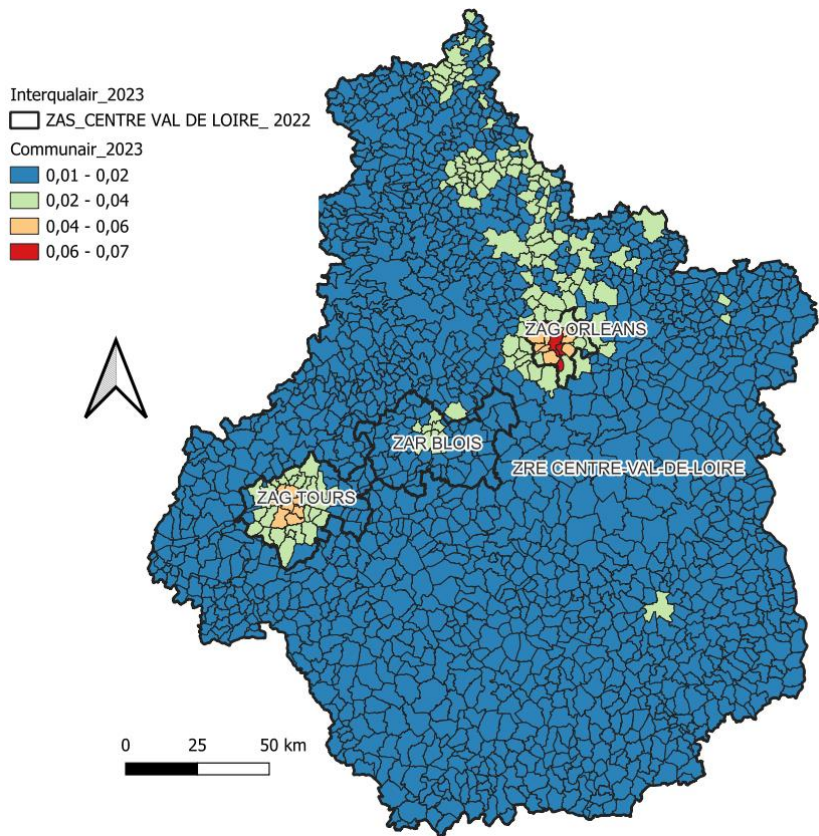 Interqualair_2023
ZAS_CENTRE VAL DE LOIRE_ 2022
Communair_2023
0,01 - 0,02
0,02 - 0,04
0,04 - 0,06
0,06 - 0,07
ZAG ORLEANS
ZAR BLOIS
ZRE CENTRE-VAL-DE-LOIRE
ZAG TOURS
0 25 50 km